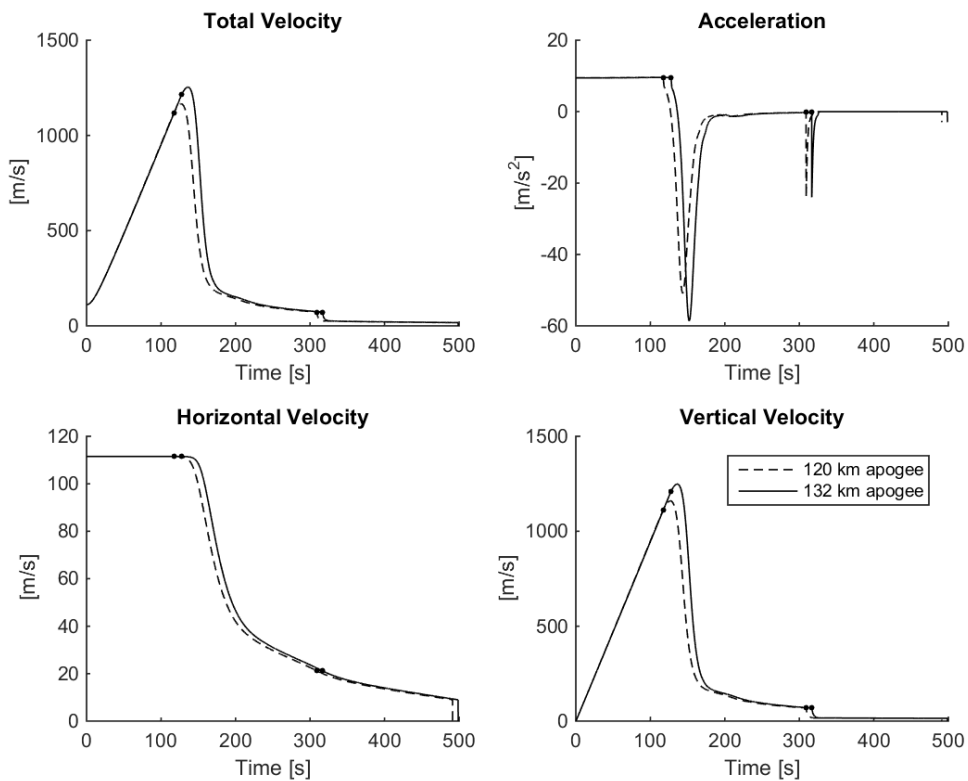 Total Velocity
1500
1000
500
0
[m/s]
0 100 200 300 400 500
Time [s]
Acceleration
20
0
-20
-40
-60
[m/s²]
0 100 200 300 400 500
Time [s]
Horizontal Velocity
120
100
80
60
40
20
0
[m/s]
0 100 200 300 400 500
Time [s]
Vertical Velocity
1500
1000
500
0
[m/s]
120 km apogee
132 km apogee
0 100 200 300 400 500
Time [s]